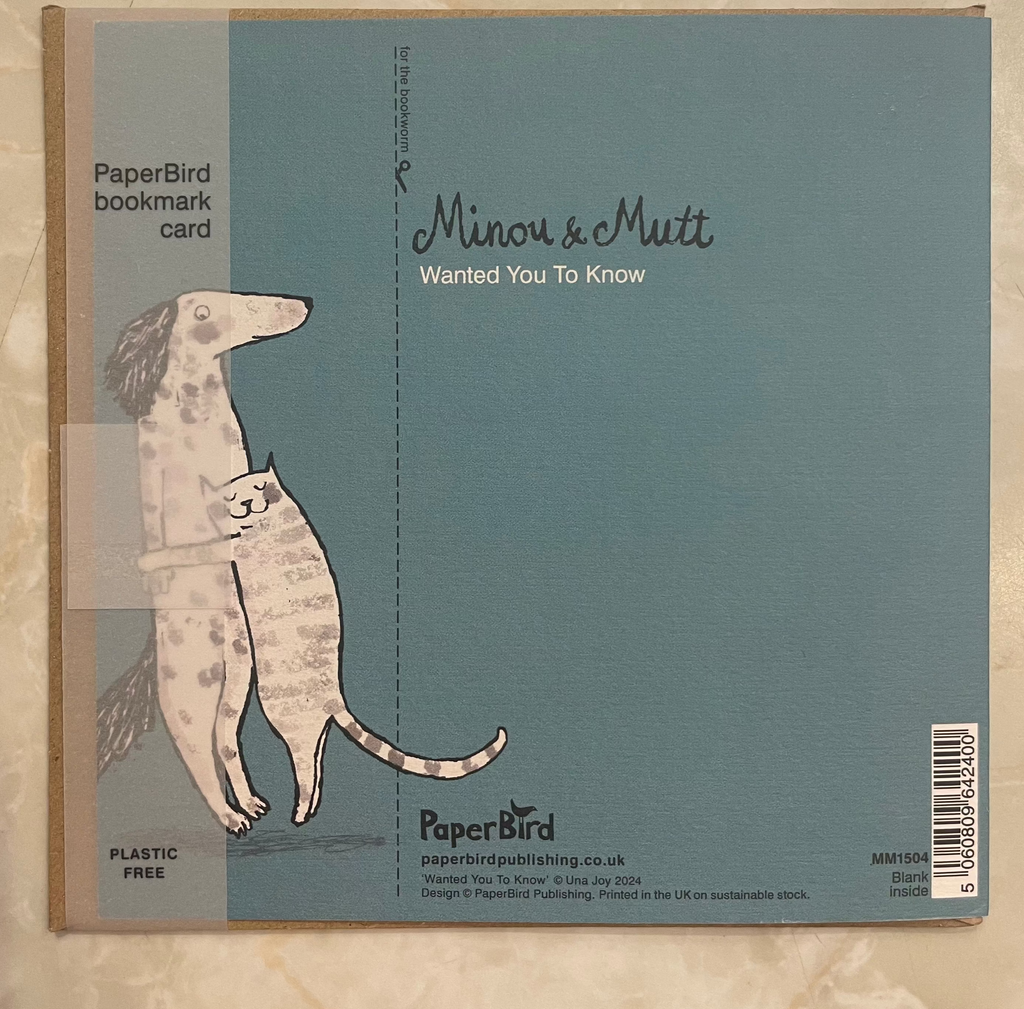 PaperBird
bookmark
card
for the bookworm
Minou & Mutt
Wanted You To Know
PLASTIC
FREE
PaperBird
paperbirdpublishing.co.uk
'Wanted You To Know' © Una Joy 2024
Design © PaperBird Publishing. Printed in the UK on sustainable stock.
MM1504
Blank
inside
5 060809 642400